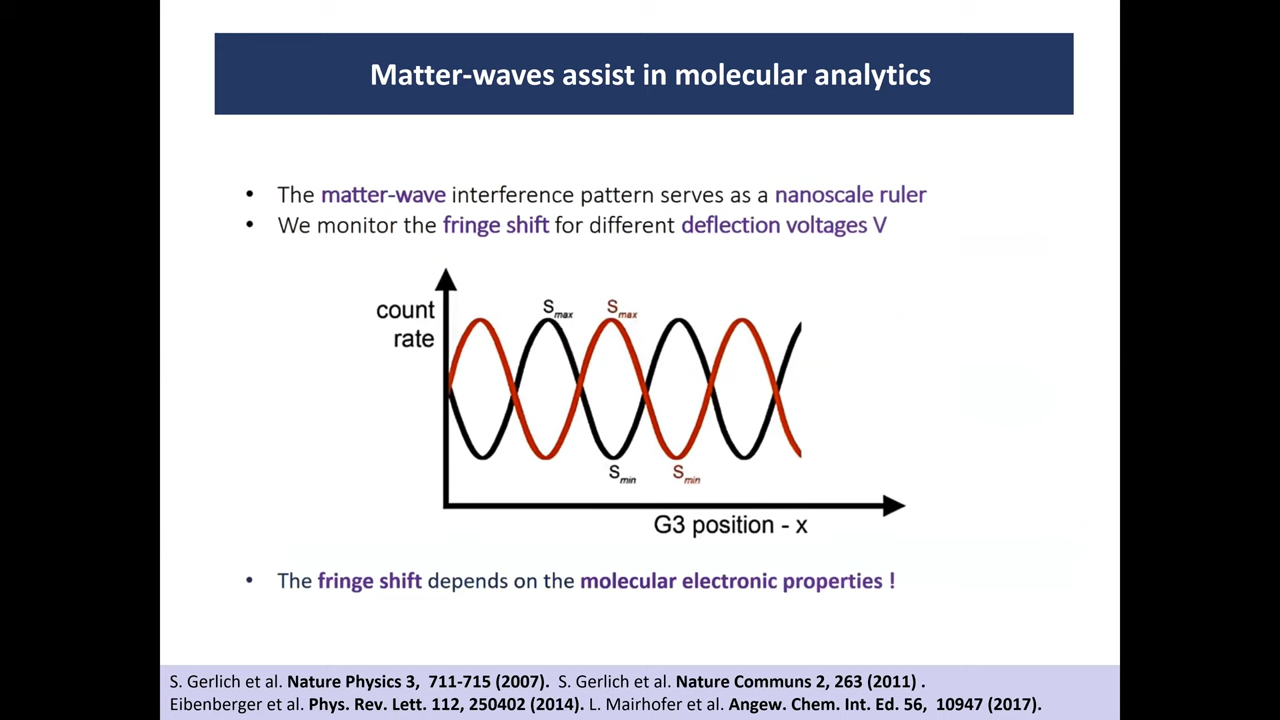 Matter-waves assist in molecular analytics
• The matter-wave interference pattern serves as a nanoscale ruler
• We monitor the fringe shift for different deflection voltages V
count
rate
Smax
Smax
Smin
Smin
G3 position - x
• The fringe shift depends on the molecular electronic properties !
S. Gerlich et al. Nature Physics 3, 711-715 (2007). S. Gerlich et al. Nature Communs 2, 263 (2011) .
Eibenberger et al. Phys. Rev. Lett. 112, 250402 (2014). L. Mairhofer et al. Angew. Chem. Int. Ed. 56, 10947 (2017).